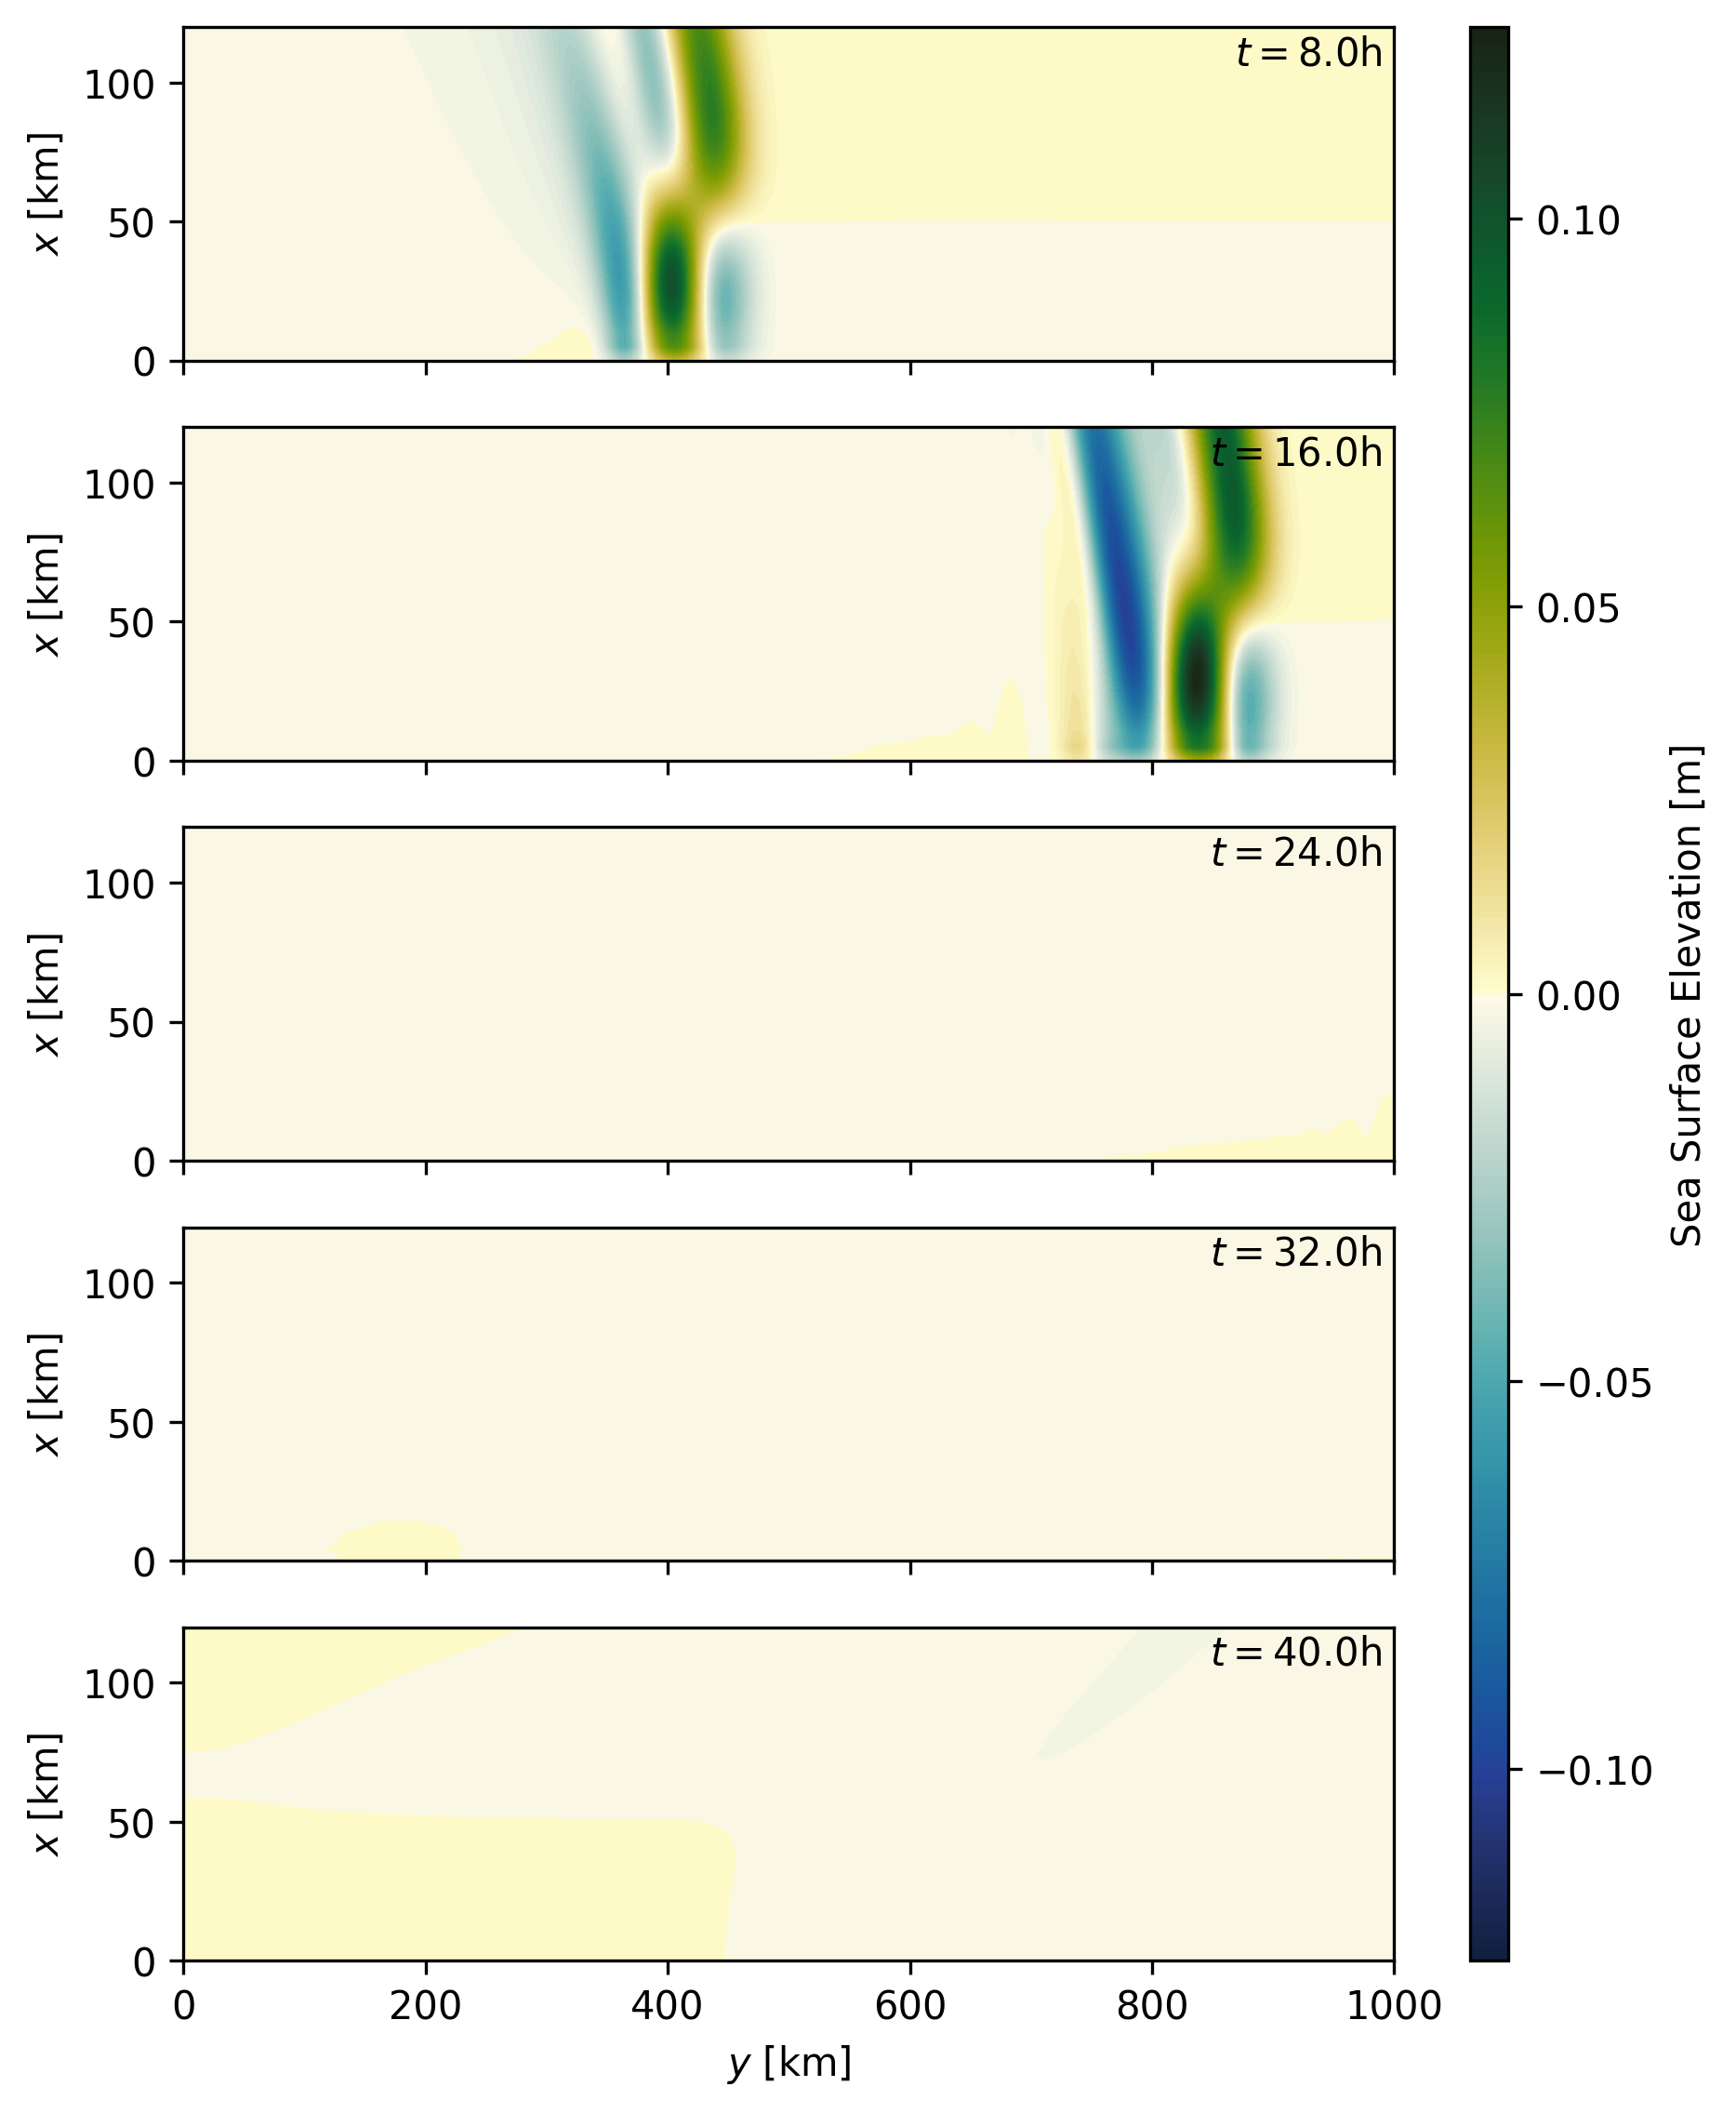 t = 8.0h
x [km]
100
50
0
t = 16.0h
x [km]
100
50
0
t = 24.0h
x [km]
100
50
0
t = 32.0h
x [km]
100
50
0
t = 40.0h
x [km]
100
50
0
0 200 400 600 800 1000
y [km]
0.10
0.05
0.00
−0.05
−0.10
Sea Surface Elevation [m]